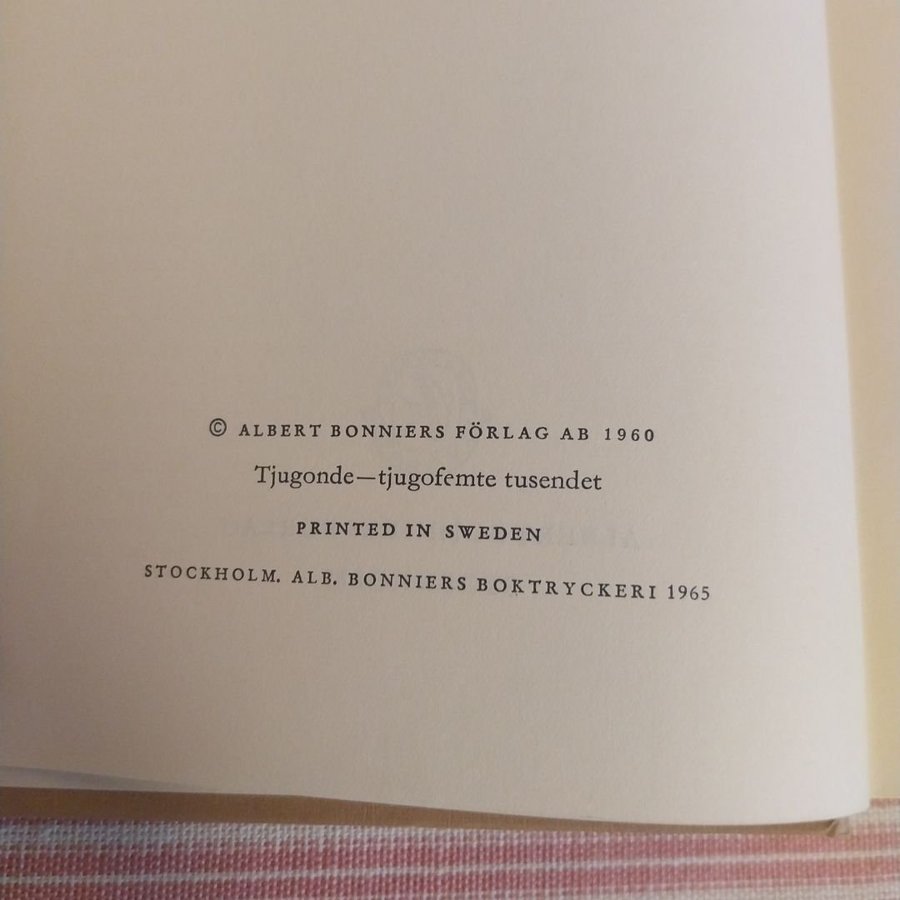 © ALBERT BONNIERS FÖRLAG AB 1960
Tjugonde—tjugofemte tusendet
PRINTED IN SWEDEN
STOCKHOLM. ALB. BONNIERS BOKTRYCKERI 1965